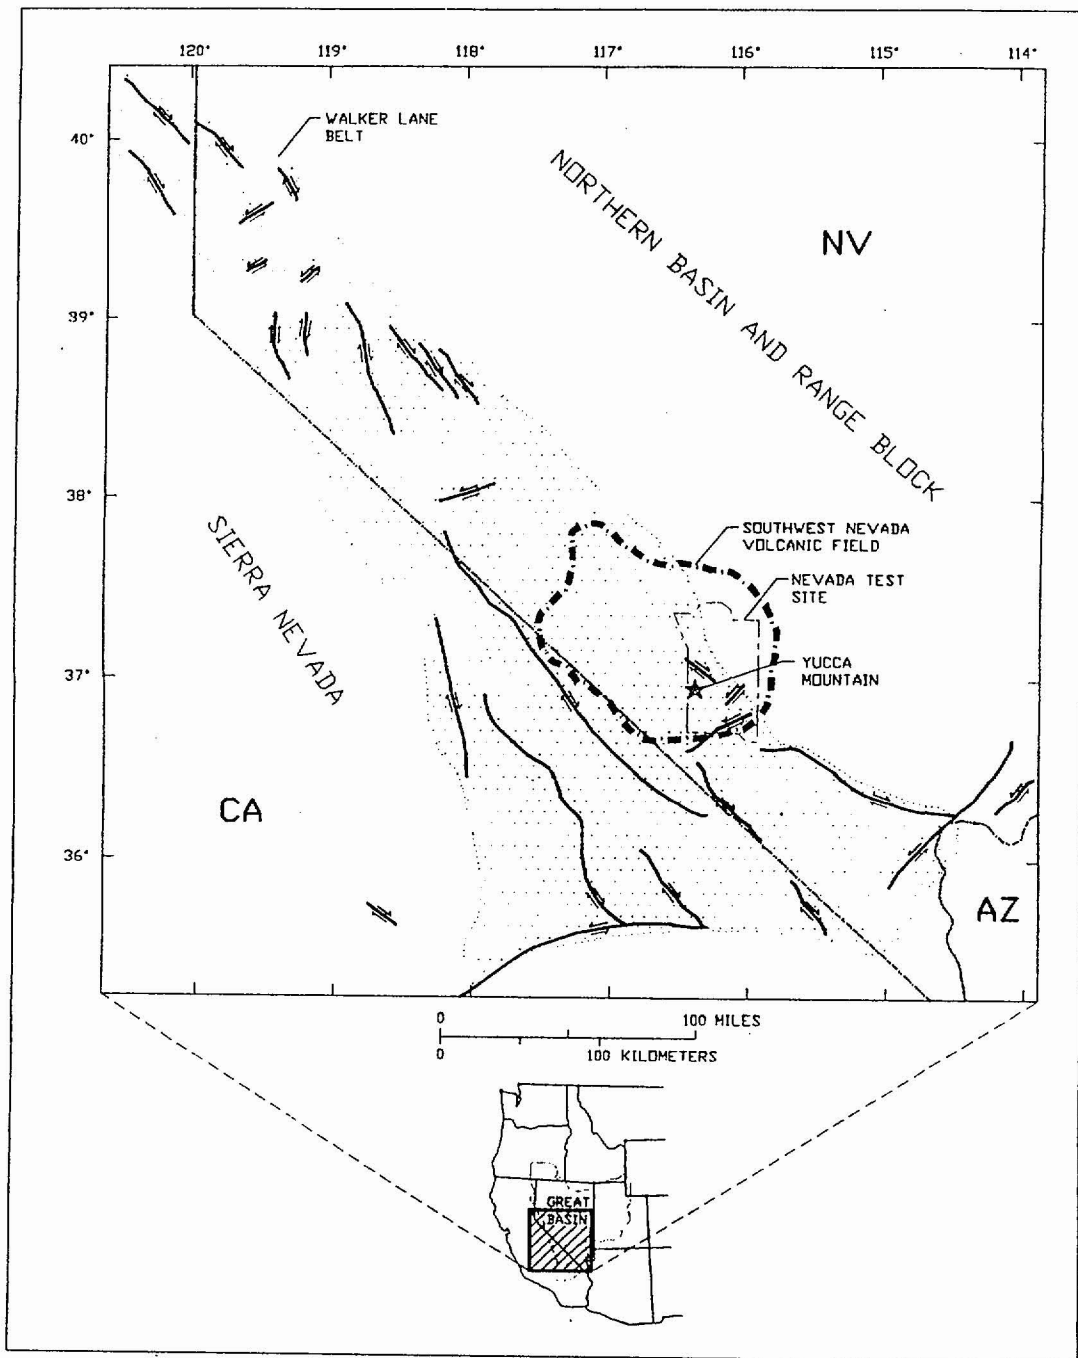 120° 119° 118° 117° 116° 115° 114°
40°
39°
38°
37°
36°
WALKER LANE
BELT
NORTHERN BASIN AND RANGE BLOCK
NV
SIERRA NEVADA
SOUTHWEST NEVADA
VOLCANIC FIELD
NEVADA TEST
SITE
YUCCA
MOUNTAIN
CA
AZ
0 100 MILES
0 100 KILOMETERS
GREAT
BASIN